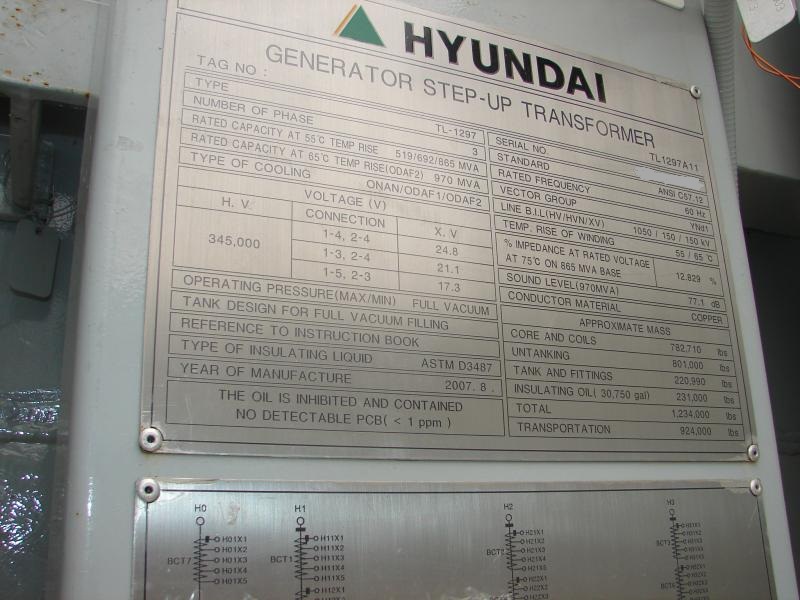 HYUNDAI
GENERATOR STEP-UP TRANSFORMER
TAG NO :
TYPE TL-1297
NUMBER OF PHASE 3
RATED CAPACITY AT 55℃ TEMP RISE 519/692/865 MVA
RATED CAPACITY AT 65℃ TEMP RISE(ODAF2) 970 MVA
TYPE OF COOLING ONAN/ODAF1/ODAF2
VOLTAGE (V)
H. V. CONNECTION X. V
345,000
1-4, 2-4 24.8
1-3, 2-4 21.1
1-5, 2-3 17.3
OPERATING PRESSURE(MAX/MIN) FULL VACUUM
TANK DESIGN FOR FULL VACUUM FILLING
REFERENCE TO INSTRUCTION BOOK
TYPE OF INSULATING LIQUID ASTM D3487
YEAR OF MANUFACTURE 2007. 8 .
THE OIL IS INHIBITED AND CONTAINED
NO DETECTABLE PCB( < 1 ppm )
SERIAL NO. TL1297A11
STANDARD ANSI C57.12
RATED FREQUENCY 60 Hz
VECTOR GROUP YNd1
LINE B.I.L(HV/HVN/XV) 1050 / 150 / 150 kV
TEMP. RISE OF WINDING 55 / 65 ℃
% IMPEDANCE AT RATED VOLTAGE
AT 75℃ ON 865 MVA BASE 12.829 %
SOUND LEVEL(970MVA) 77.1 dB
CONDUCTOR MATERIAL COPPER
APPROXIMATE MASS
CORE AND COILS 782,710 lbs
UNTANKING 801,000 lbs
TANK AND FITTINGS 220,990 lbs
INSULATING OIL( 30,750 gal) 231,000 lbs
TOTAL 1,234,000 lbs
TRANSPORTATION 924,000 lbs
H0
H01X1
H01X2
H01X3
H01X4
H01X5
BCT7
H1
H11X1
H11X2
H11X3
H11X4
H11X5
BCT1
H12X1
H2
H21X1
H21X2
H21X3
H21X4
H21X5
H22X1
H3